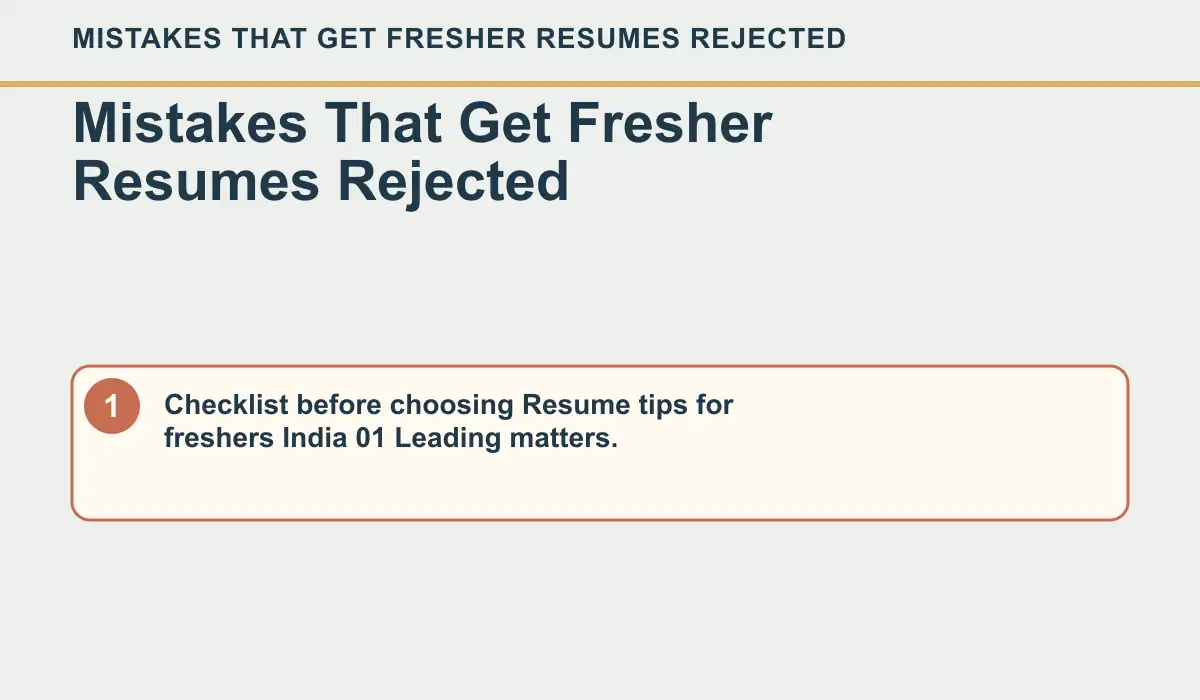 MISTAKES THAT GET FRESHER RESUMES REJECTED
Mistakes That Get Fresher
Resumes Rejected
1
Checklist before choosing Resume tips for
freshers India 01 Leading matters.